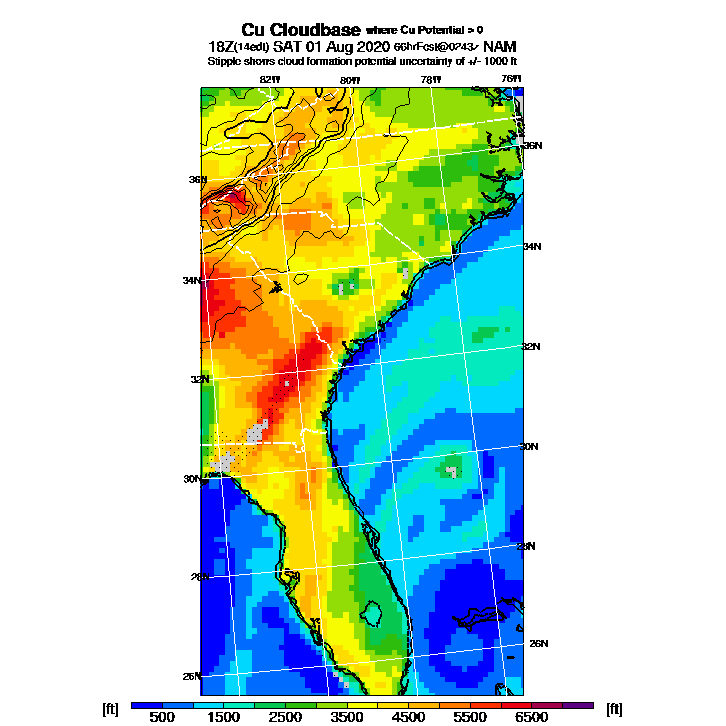 Cu Cloudbase where Cu Potential > 0
18Z(14edt) SAT 01 Aug 2020 66hrFcst@0243z NAM
Stipple shows cloud formation potential uncertainty of +/- 1000 ft
82W 80W 78W 76W
36N
36N
34N
34N
32N
32N
30N
30N
28N
28N
26N
26N
[ft] 500 1500 2500 3500 4500 5500 6500 [ft]